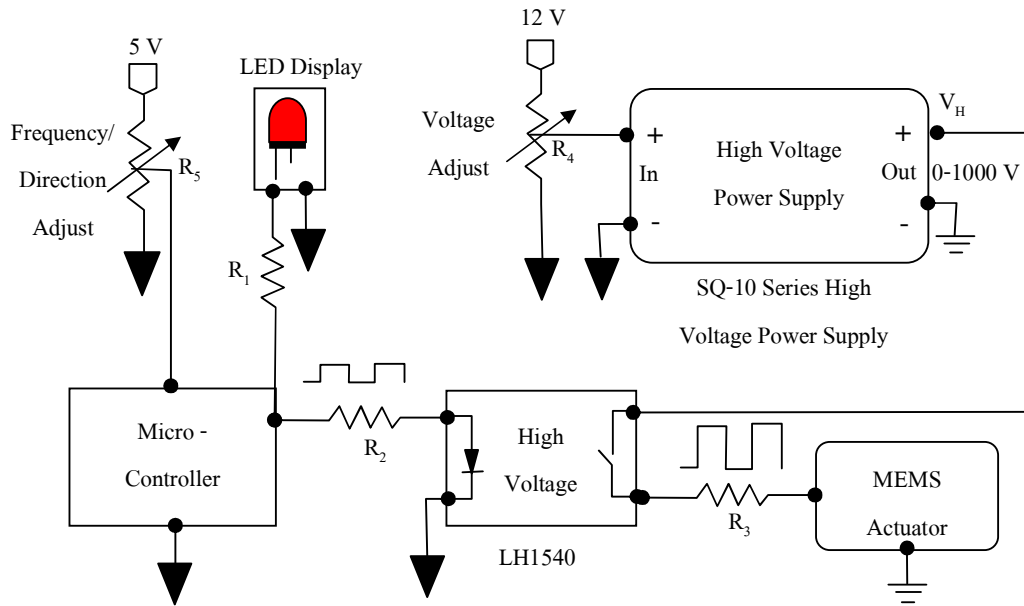 5 V
LED Display
Frequency/
Direction
Adjust
R5
R1
12 V
Voltage
Adjust
R4
+
In
-
High Voltage
Power Supply
+
Out
-
VH
0-1000 V
SQ-10 Series High
Voltage Power Supply
Micro -
Controller
R2
High
Voltage
LH1540
R3
MEMS
Actuator